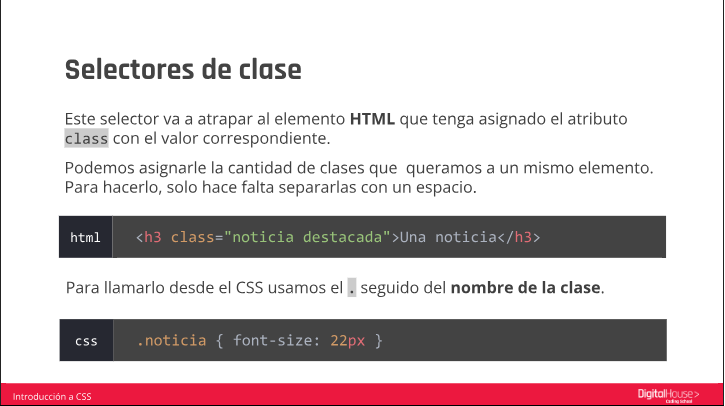 Selectores de clase
Este selector va a atrapar al elemento HTML que tenga asignado el atributo
class con el valor correspondiente.
Podemos asignarle la cantidad de clases que  queramos a un mismo elemento.
Para hacerlo, solo hace falta separarlas con un espacio.
html <h3 class="noticia destacada">Una noticia</h3>
Para llamarlo desde el CSS usamos el . seguido del nombre de la clase.
css .noticia { font-size: 22px }
Introducción a CSS
DigitalHouse>
Coding School